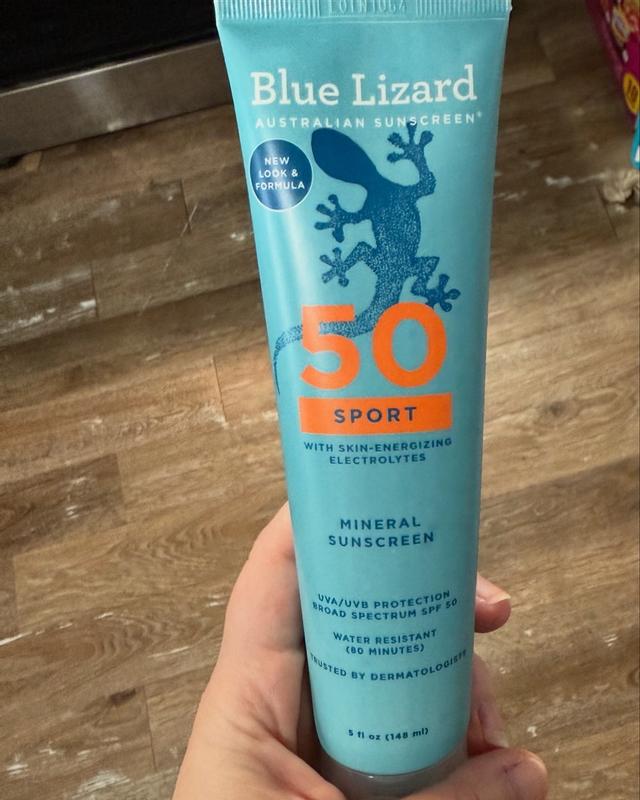 Blue Lizard
AUSTRALIAN SUNSCREEN®
NEW
LOOK &
FORMULA
50
SPORT
WITH SKIN-ENERGIZING
ELECTROLYTES
MINERAL
SUNSCREEN
UVA/UVB PROTECTION
BROAD SPECTRUM SPF 50
WATER RESISTANT
(80 MINUTES)
TRUSTED BY DERMATOLOGISTS
5 fl oz (148 ml)